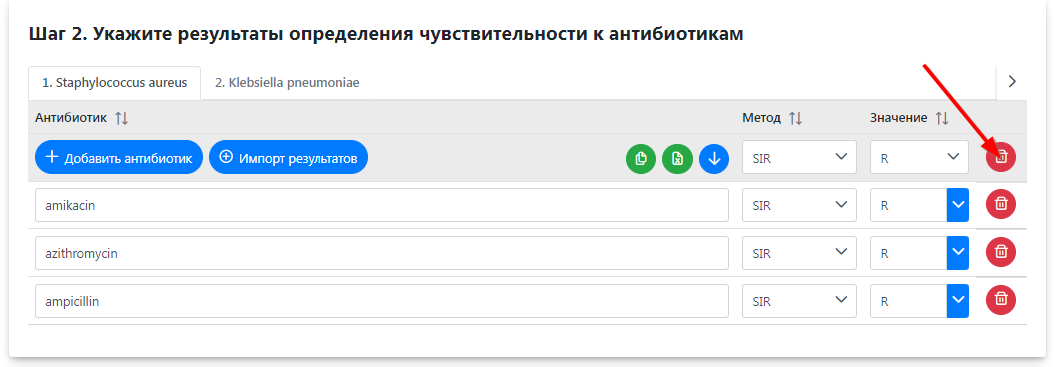 Шаг 2. Укажите результаты определения чувствительности к антибиотикам
1. Staphylococcus aureus 2. Klebsiella pneumoniae
Антибиотик Метод Значение
Добавить антибиотик Импорт результатов SIR R
amikacin SIR R
azithromycin SIR R
ampicillin SIR R